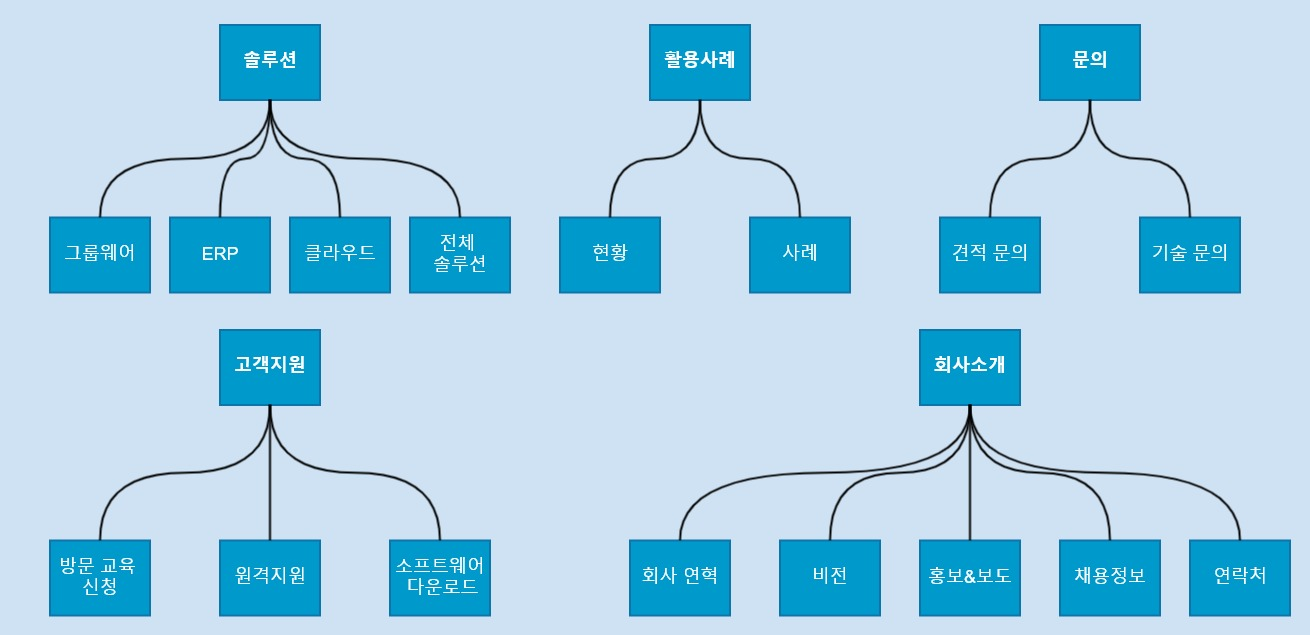 솔루션
활용사례
문의
그룹웨어
ERP
클라우드
전체
솔루션
현황
사례
견적 문의
기술 문의
고객지원
회사소개
방문 교육
신청
원격지원
소프트웨어
다운로드
회사 연혁
비전
홍보&보도
채용정보
연락처